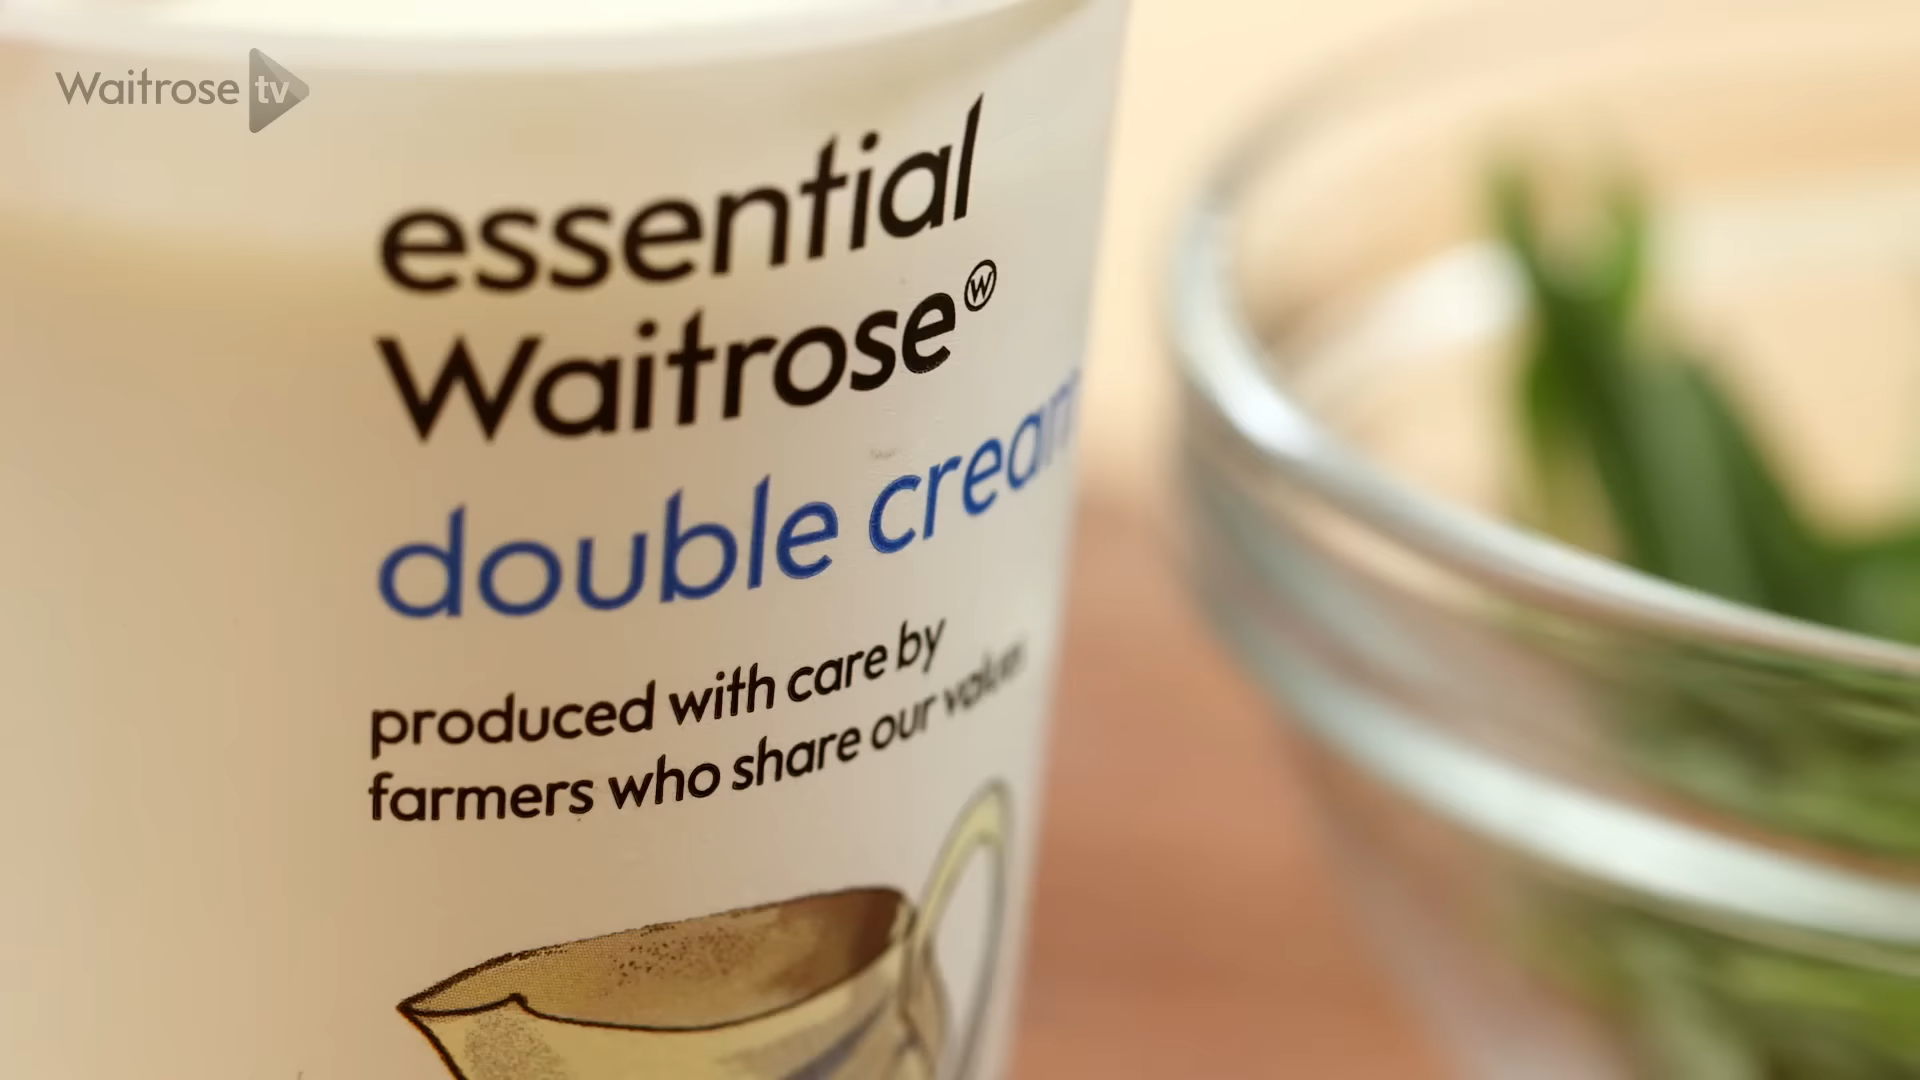 Waitrose tv
essential
Waitrose
double cream
produced with care by
farmers who share our values